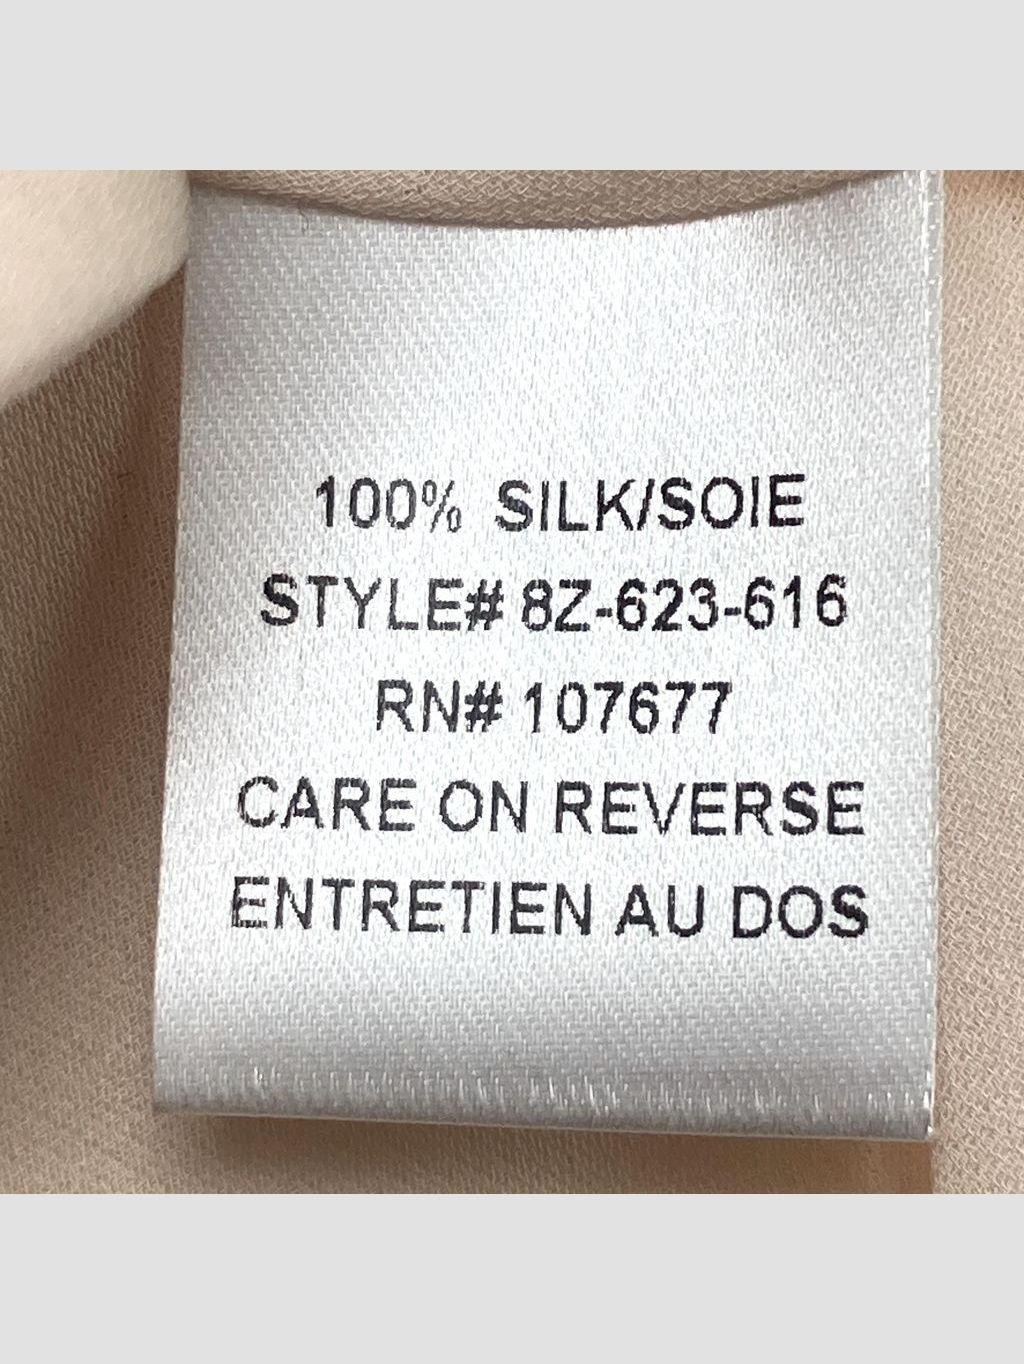 100% SILK/SOIE
STYLE# 8Z-623-616
RN# 107677
CARE ON REVERSE
ENTRETIEN AU DOS